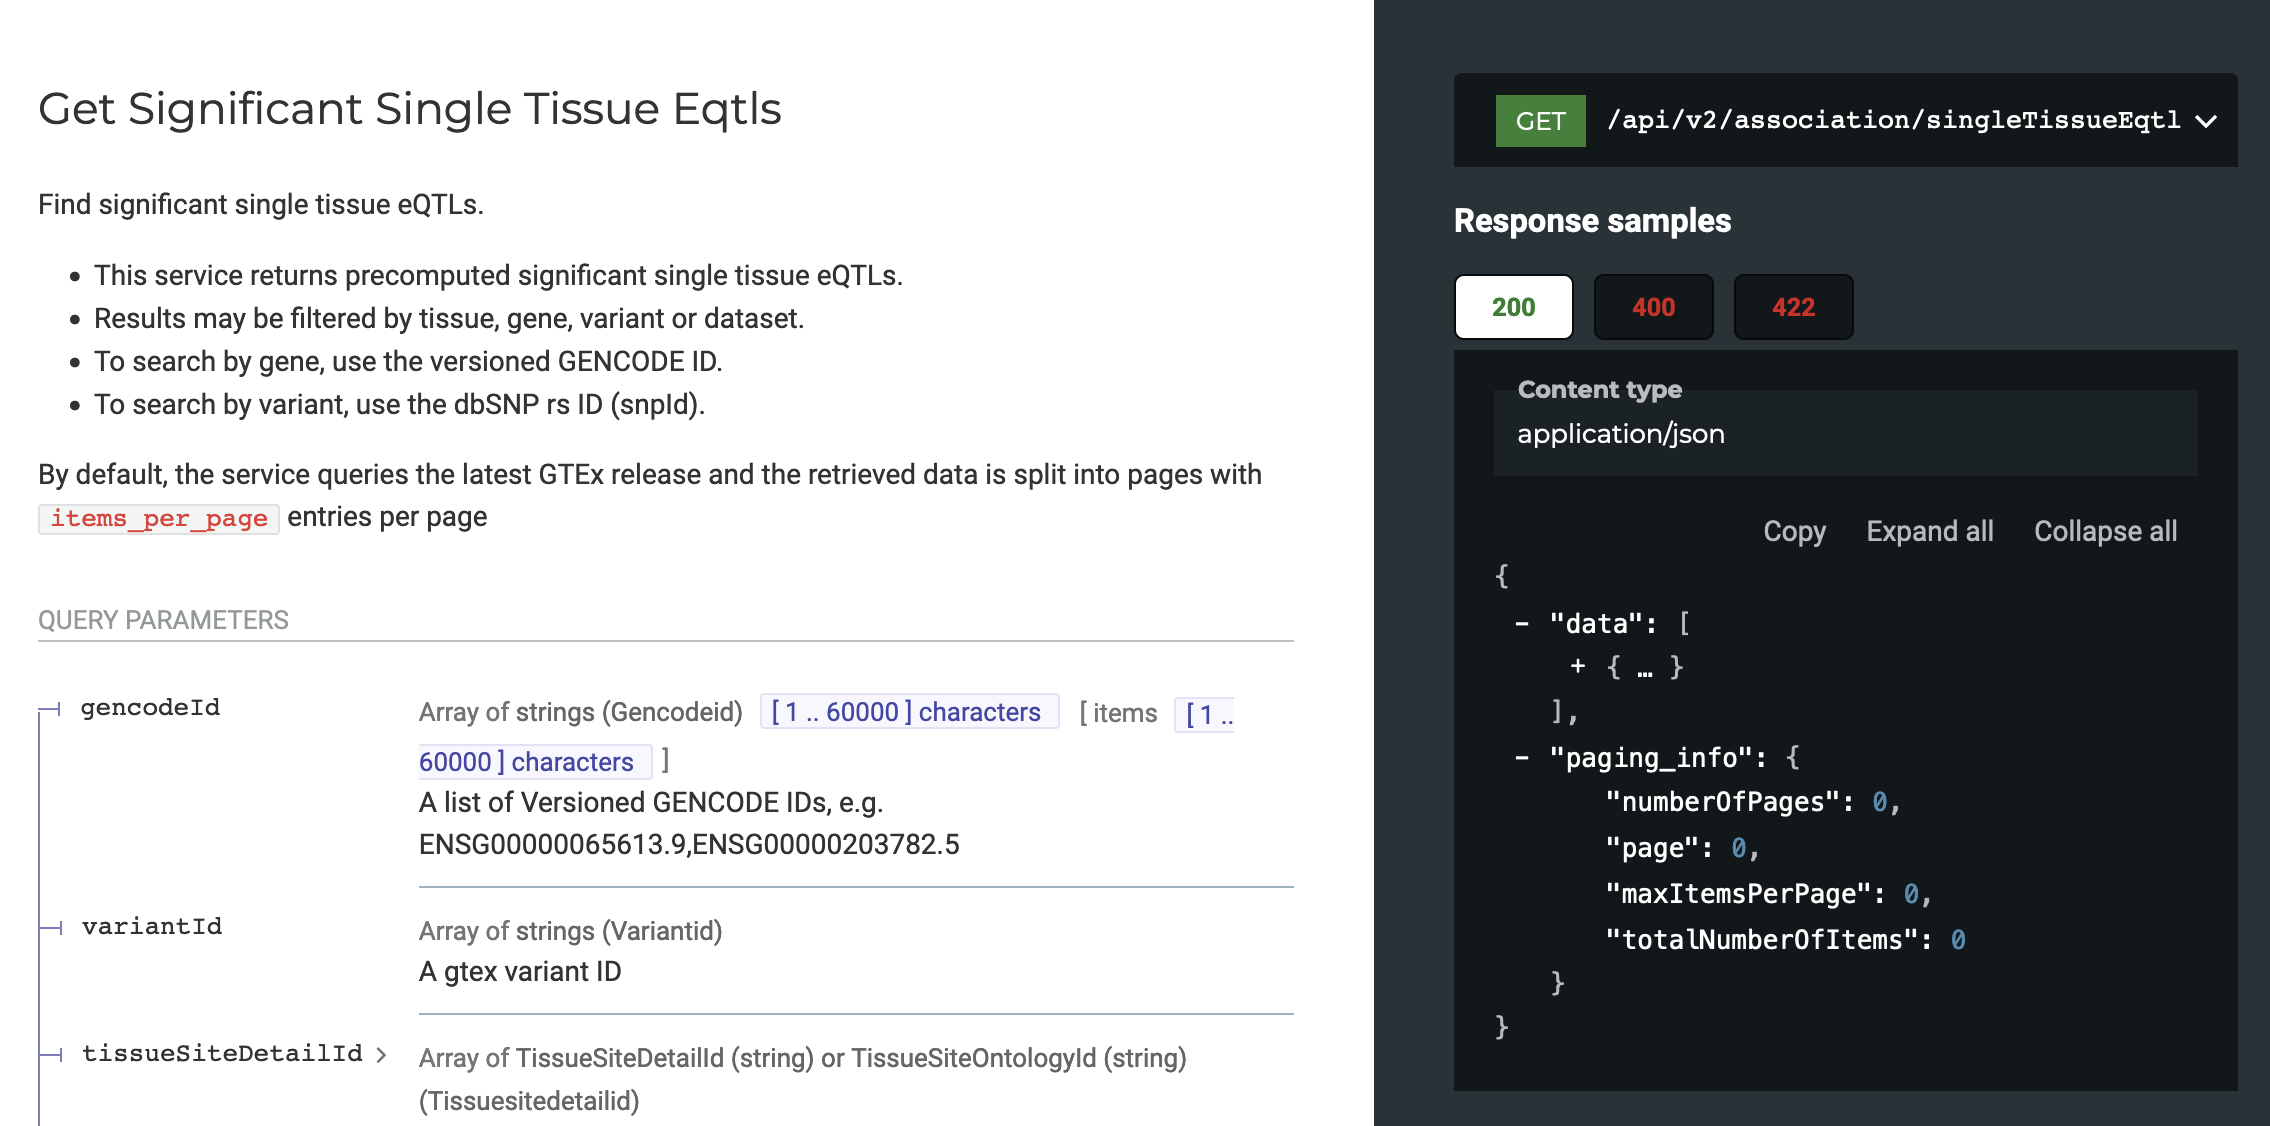 Get Significant Single Tissue Eqtls
Find significant single tissue eQTLs.
• This service returns precomputed significant single tissue eQTLs.
• Results may be filtered by tissue, gene, variant or dataset.
• To search by gene, use the versioned GENCODE ID.
• To search by variant, use the dbSNP rs ID (snpId).
By default, the service queries the latest GTEx release and the retrieved data is split into pages with
items_per_page entries per page
QUERY PARAMETERS
gencodeId
Array of strings (Gencodeid) [ 1 .. 60000 ] characters [ items [ 1 ..
60000 ] characters ]
A list of Versioned GENCODE IDs, e.g.
ENSG00000065613.9,ENSG00000203782.5
variantId
Array of strings (Variantid)
A gtex variant ID
tissueSiteDetailId
Array of TissueSiteDetailId (string) or TissueSiteOntologyId (string)
(Tissuesitedetailid)
GET /api/v2/association/singleTissueEqtl
Response samples
200 400 422
Content type
application/json
Copy Expand all Collapse all
{
- "data": [
+ { … }
],
- "paging_info": {
"numberOfPages": 0,
"page": 0,
"maxItemsPerPage": 0,
"totalNumberOfItems": 0
}
}